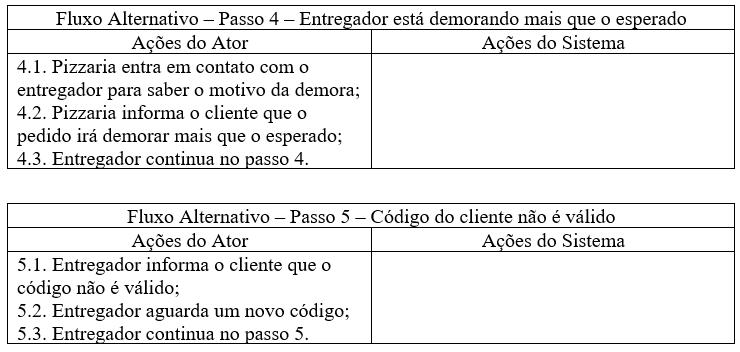 Fluxo Alternativo – Passo 4 – Entregador está demorando mais que o esperado
Ações do Ator
Ações do Sistema
4.1. Pizzaria entra em contato com o
entregador para saber o motivo da demora;
4.2. Pizzaria informa o cliente que o
pedido irá demorar mais que o esperado;
4.3. Entregador continua no passo 4.
Fluxo Alternativo – Passo 5 – Código do cliente não é válido
Ações do Ator
Ações do Sistema
5.1. Entregador informa o cliente que o
código não é válido;
5.2. Entregador aguarda um novo código;
5.3. Entregador continua no passo 5.